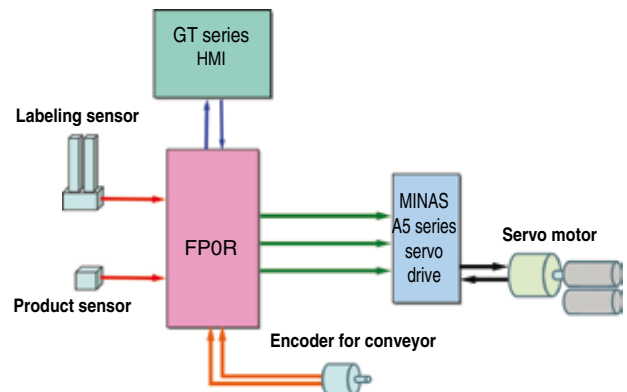 GT series
HMI
Labeling sensor
MINAS
A5 series
servo
drive
FP0R
Servo motor
Product sensor
Encoder for conveyor